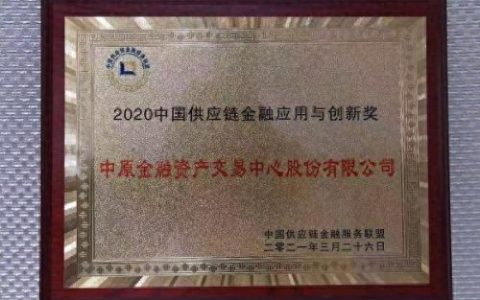 2020中国供应链金融应用与创新奖
中原金融资产交易中心股份有限公司
中国供应链金融服务联盟
二零二一年三月二十六日